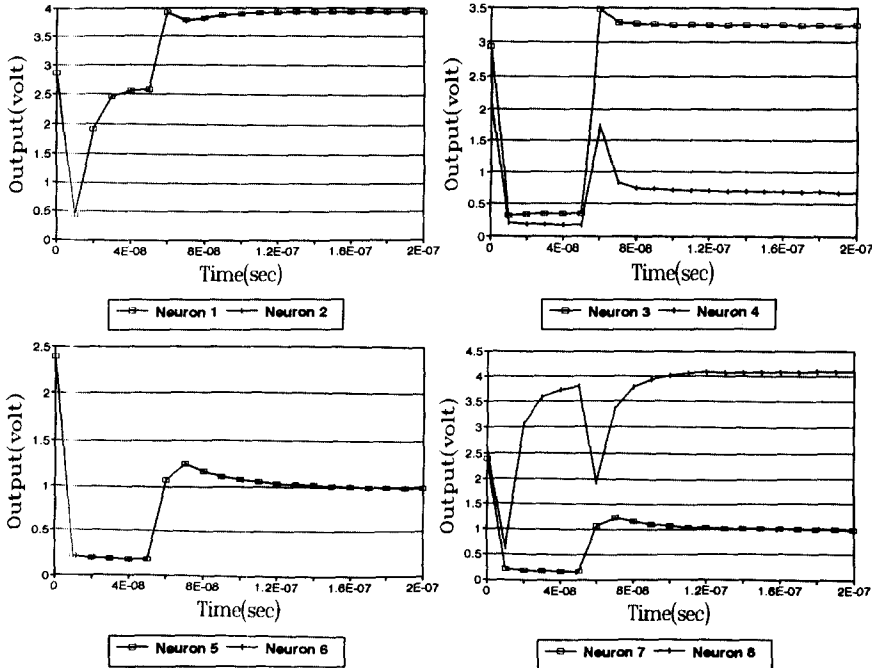 Output(volt)
4
3.5
3
2.5
2
1.5
1
0.5
0
0
4E-08
8E-08
1.2E-07
1.6E-07
2E-07
Time(sec)
Neuron 1
Neuron 2
Output(volt)
3.5
3
2.5
2
1.5
1
0.5
0
0
4E-08
8E-08
1.2E-07
1.6E-07
2E-07
Time(sec)
Neuron 3
Neuron 4
Output(volt)
2.5
2
1.5
1
0.5
0
0
4E-08
8E-08
1.2E-07
1.6E-07
2E-07
Time(sec)
Neuron 5
Neuron 6
Output(volt)
4.5
4
3.5
3
2.5
2
1.5
1
0.5
0
0
4E-08
8E-08
1.2E-07
1.6E-07
2E-07
Time(sec)
Neuron 7
Neuron 8